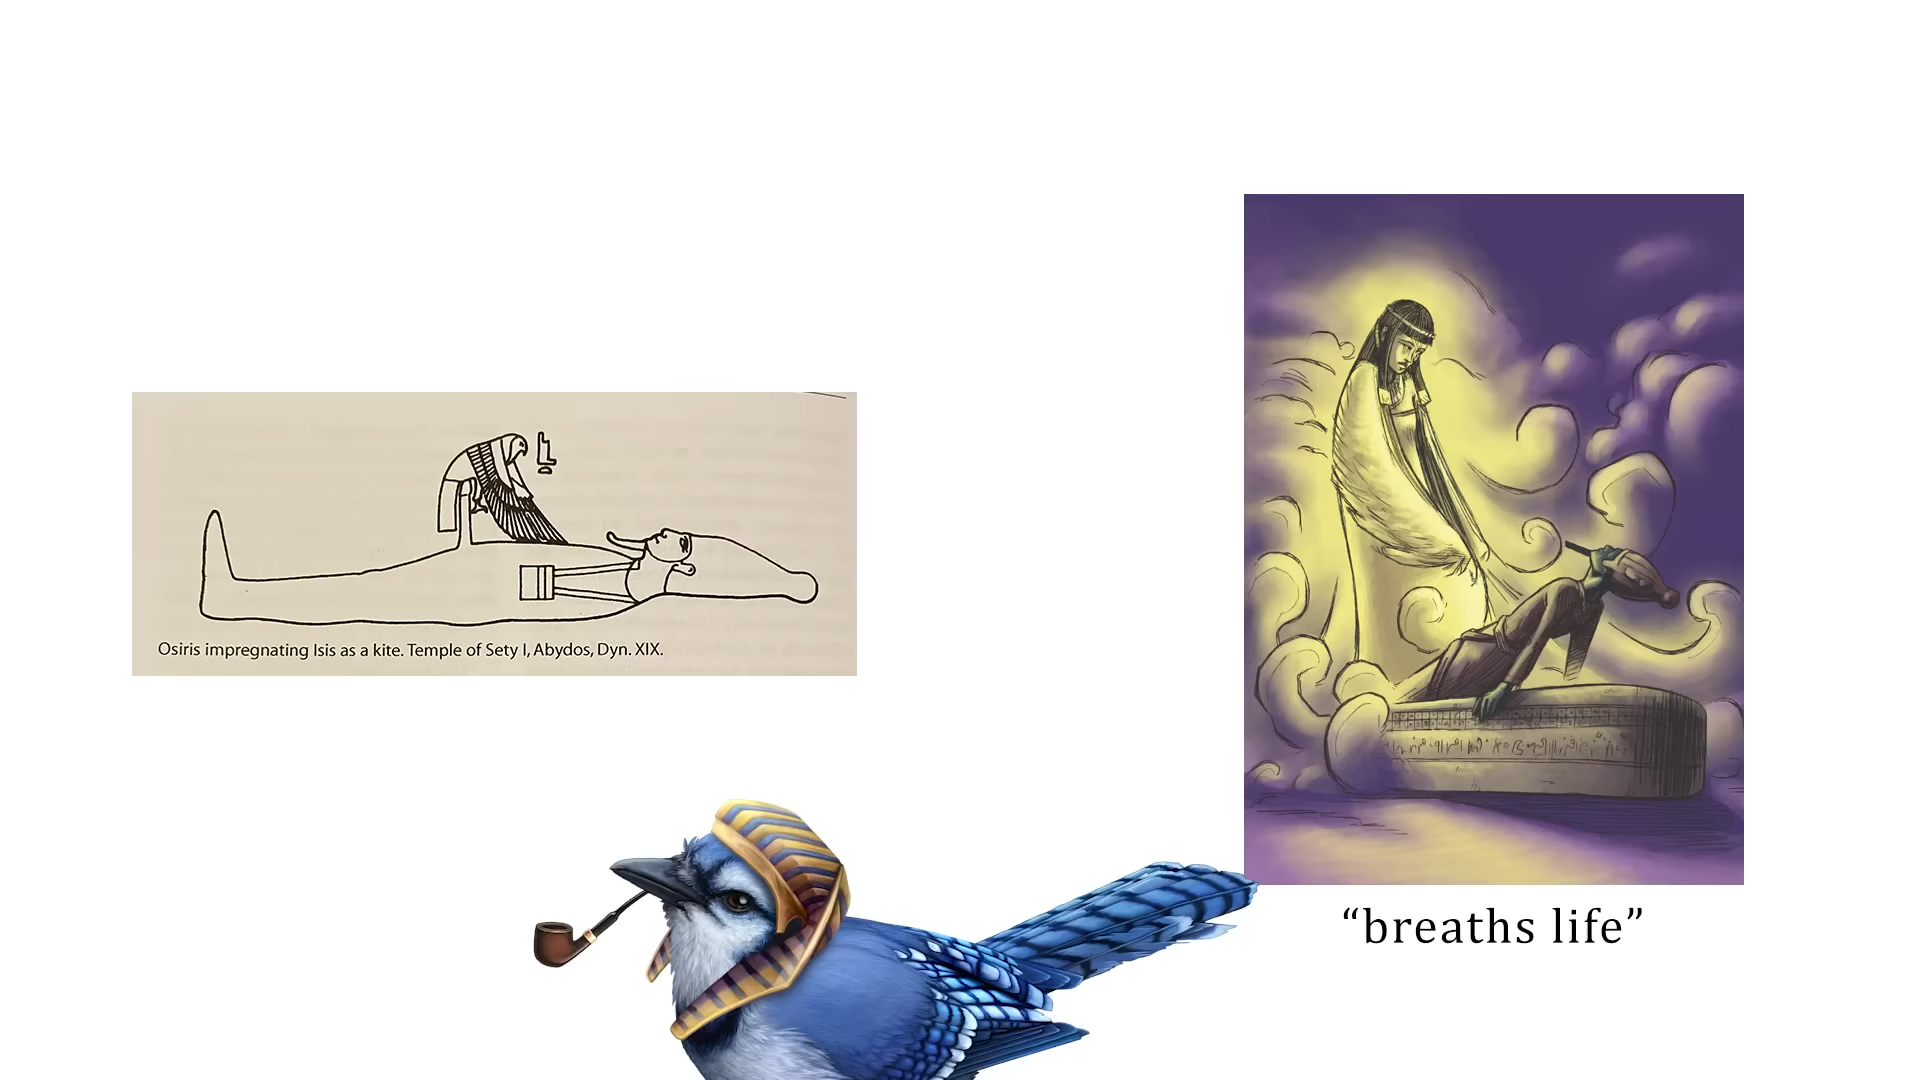 Osiris impregnating Isis as a kite. Temple of Sety I, Abydos, Dyn. XIX.
“breaths life”